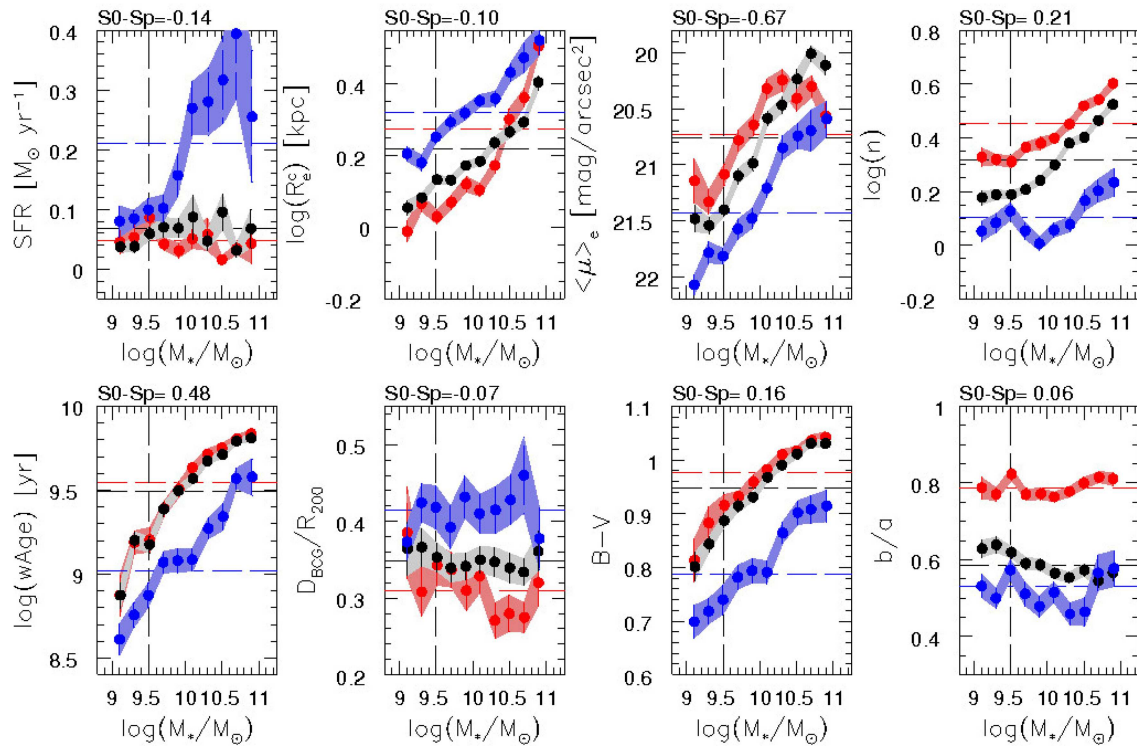 S0-Sp=-0.14
S0-Sp=-0.10
S0-Sp=-0.67
S0-Sp= 0.21
SFR [M⊙ yr⁻¹]
0.4
0.3
0.2
0.1
0
9 9.5 10 10.5 11
log(M*/M⊙)
log(Rₑᶜ) [kpc]
0.4
0.2
0
-0.2
9 9.5 10 10.5 11
log(M*/M⊙)
<μ>ₑ [mag/arcsec²]
20
20.5
21
21.5
22
9 9.5 10 10.5 11
log(M*/M⊙)
log(n)
0.8
0.6
0.4
0.2
0
-0.2
9 9.5 10 10.5 11
log(M*/M⊙)
S0-Sp= 0.48
S0-Sp=-0.07
S0-Sp= 0.16
S0-Sp= 0.06
log(wAge) [yr]
10
9.5
9
8.5
9 9.5 10 10.5 11
log(M*/M⊙)
D_BCG/R₂₀₀
0.5
0.4
0.3
0.2
9 9.5 10 10.5 11
log(M*/M⊙)
B-V
1.1
1
0.9
0.8
0.7
0.6
9 9.5 10 10.5 11
log(M*/M⊙)
b/a
1
0.8
0.6
0.4
9 9.5 10 10.5 11
log(M*/M⊙)